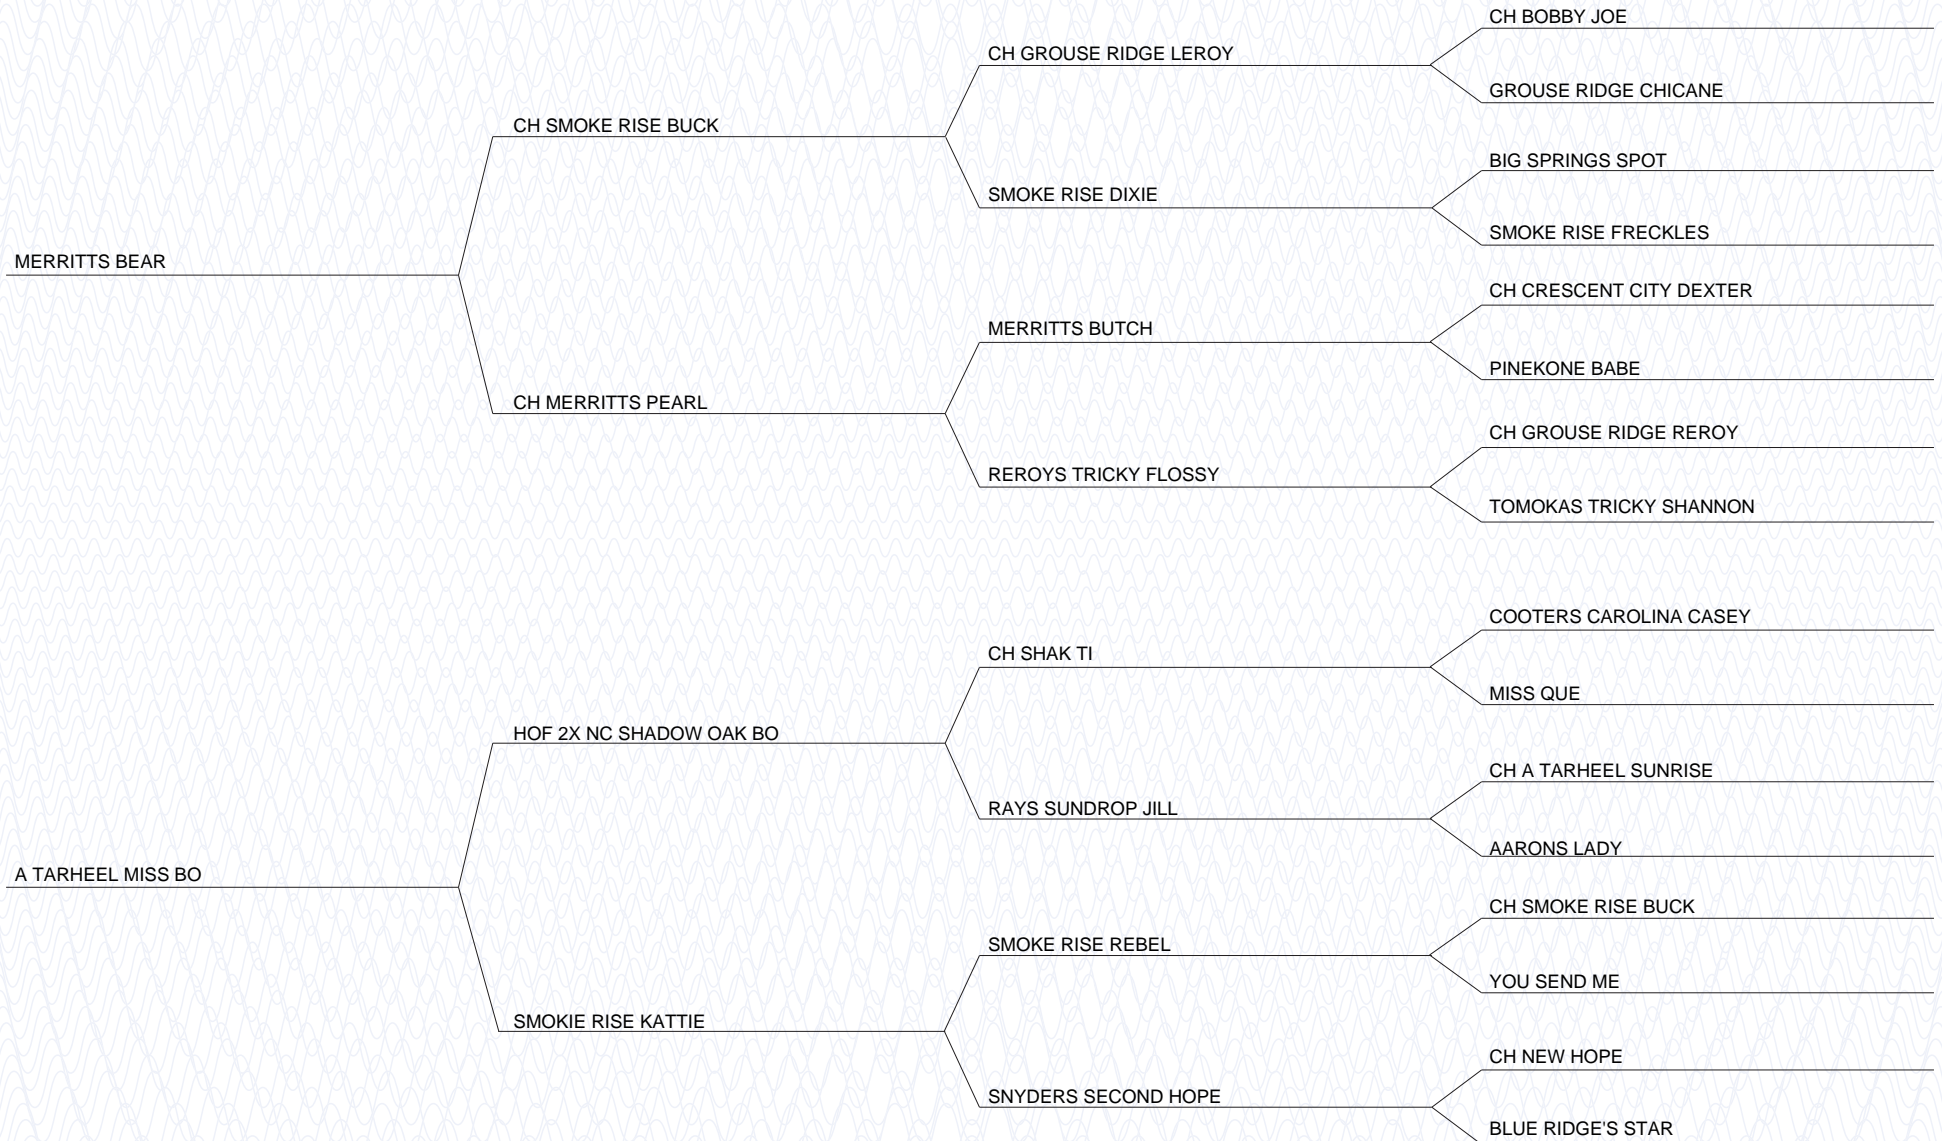 CH BOBBY JOE
CH GROUSE RIDGE LEROY
GROUSE RIDGE CHICANE
CH SMOKE RISE BUCK
BIG SPRINGS SPOT
SMOKE RISE DIXIE
SMOKE RISE FRECKLES
MERRITTS BEAR
CH CRESCENT CITY DEXTER
MERRITTS BUTCH
PINEKONE BABE
CH MERRITTS PEARL
CH GROUSE RIDGE REROY
REROYS TRICKY FLOSSY
TOMOKAS TRICKY SHANNON
COOTERS CAROLINA CASEY
CH SHAK TI
MISS QUE
HOF 2X NC SHADOW OAK BO
CH A TARHEEL SUNRISE
RAYS SUNDROP JILL
AARONS LADY
A TARHEEL MISS BO
CH SMOKE RISE BUCK
SMOKE RISE REBEL
YOU SEND ME
SMOKIE RISE KATTIE
CH NEW HOPE
SNYDERS SECOND HOPE
BLUE RIDGE'S STAR